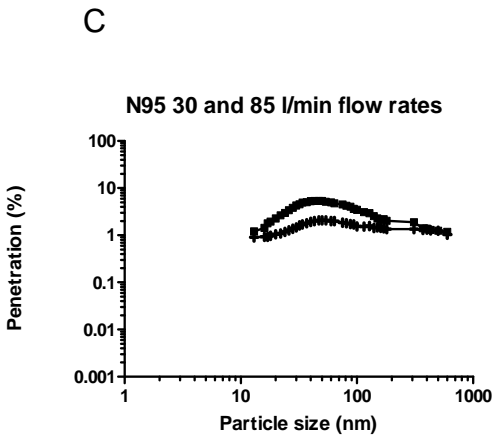 C
N95 30 and 85 l/min flow rates
100
10
1
0.1
0.01
0.001
Penetration (%)
1
10
100
1000
Particle size (nm)